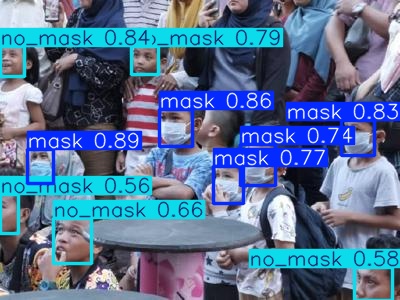 no_mask 0.84
_mask 0.79
mask 0.86
mask 0.83
mask 0.74
mask 0.89
mask 0.77
no_mask 0.56
no_mask 0.66
no_mask 0.58